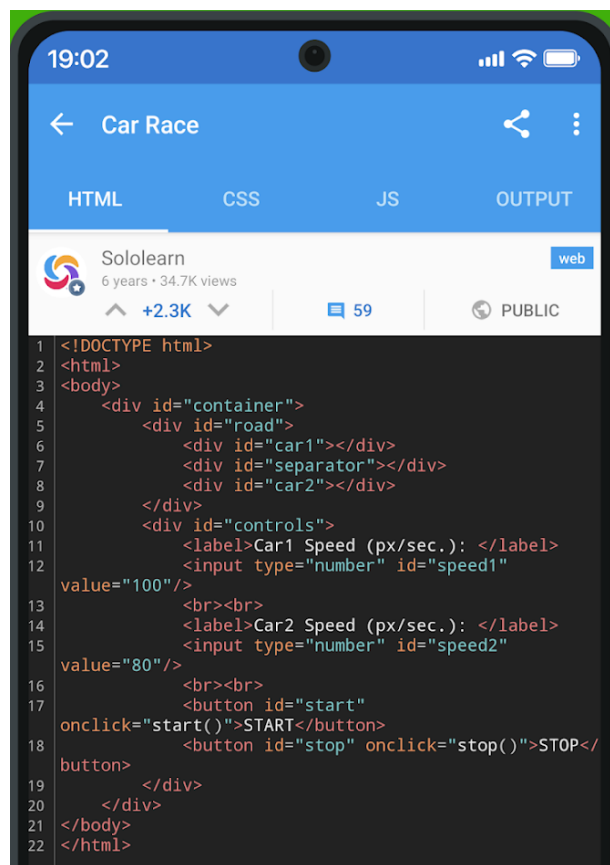 19:02
Car Race
HTML CSS JS OUTPUT
Sololearn
web
6 years • 34.7K views
+2.3K 59 PUBLIC
1 <!DOCTYPE html>
2 <html>
3 <body>
4     <div id="container">
5         <div id="road">
6             <div id="car1"></div>
7             <div id="separator"></div>
8             <div id="car2"></div>
9         </div>
10         <div id="controls">
11             <label>Car1 Speed (px/sec.): </label>
12             <input type="number" id="speed1"
value="100"/>
13             <br><br>
14             <label>Car2 Speed (px/sec.): </label>
15             <input type="number" id="speed2"
value="80"/>
16             <br><br>
17             <button id="start"
onclick="start()">START</button>
18             <button id="stop" onclick="stop()">STOP</
button>
19         </div>
20     </div>
21 </body>
22 </html>